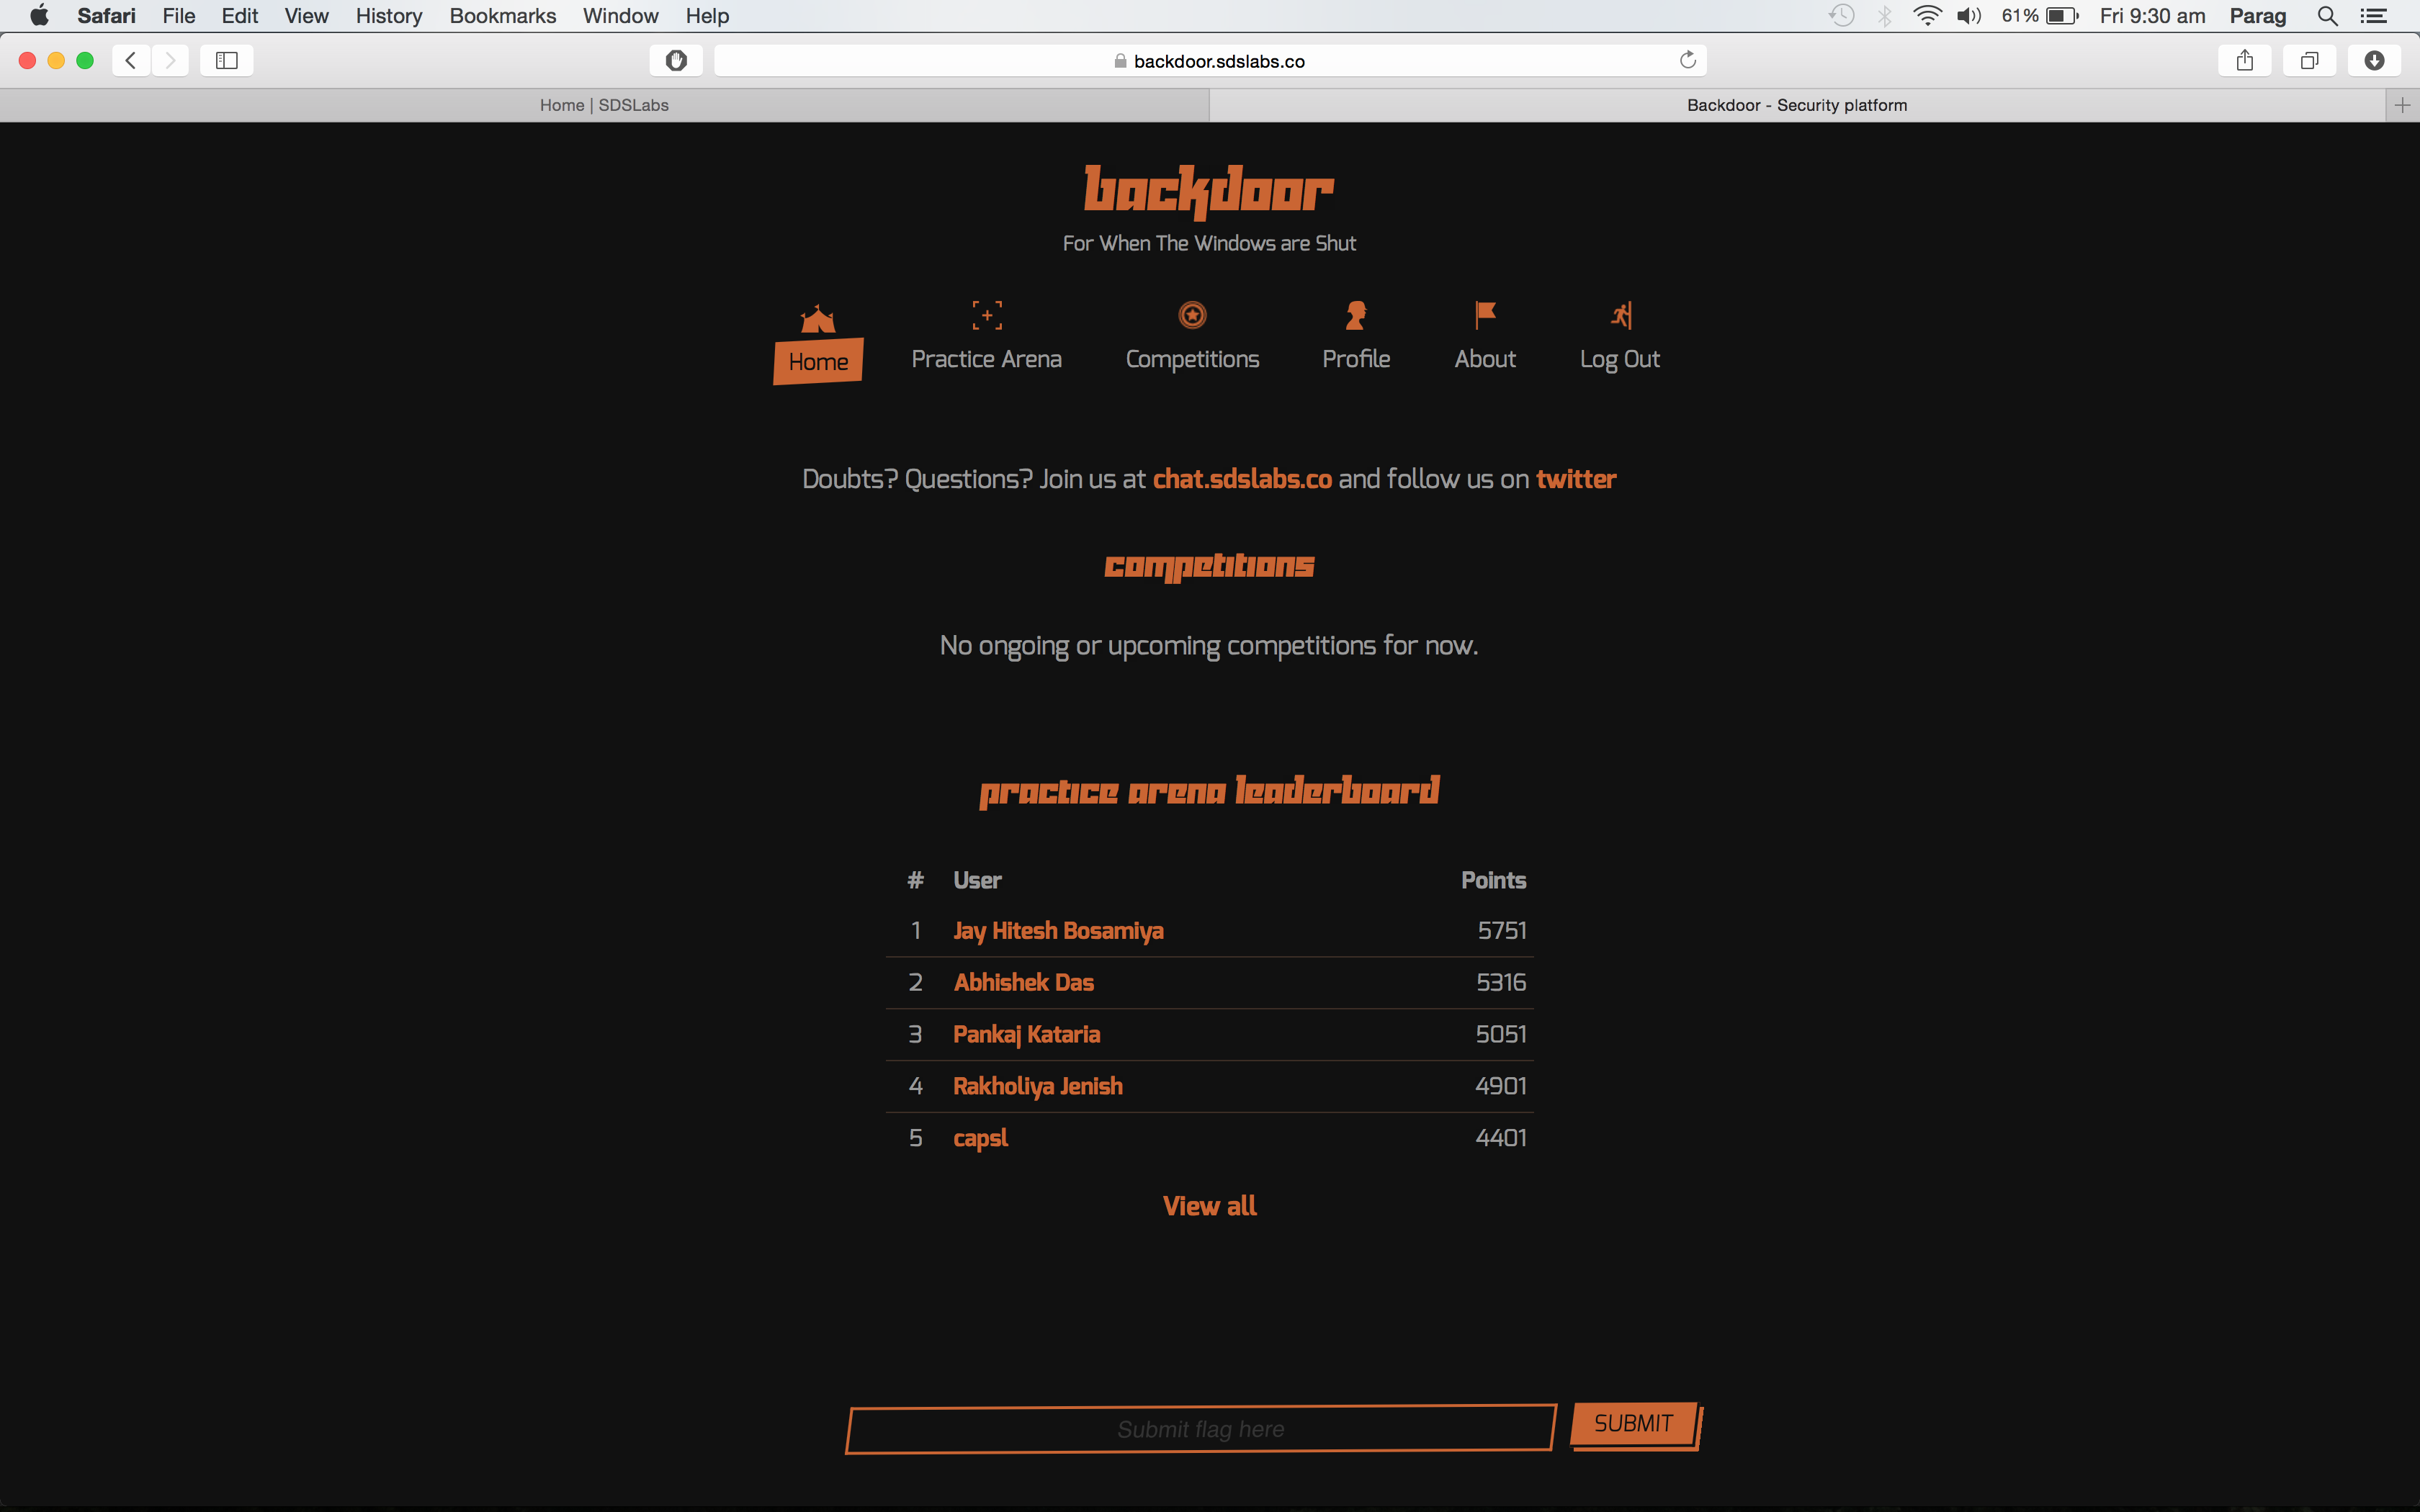 Safari File Edit View History Bookmarks Window Help 61% Fri 9:30 am Parag
backdoor.sdslabs.co
Home | SDSLabs Backdoor - Security platform
backdoor
For When The Windows are Shut
Home Practice Arena Competitions Profile About Log Out
Doubts? Questions? Join us at chat.sdslabs.co and follow us on twitter
competitions
No ongoing or upcoming competitions for now.
practice arena leaderboard
# User Points
1 Jay Hitesh Bosamiya 5751
2 Abhishek Das 5316
3 Pankaj Kataria 5051
4 Rakholiya Jenish 4901
5 capsl 4401
View all
Submit flag here SUBMIT